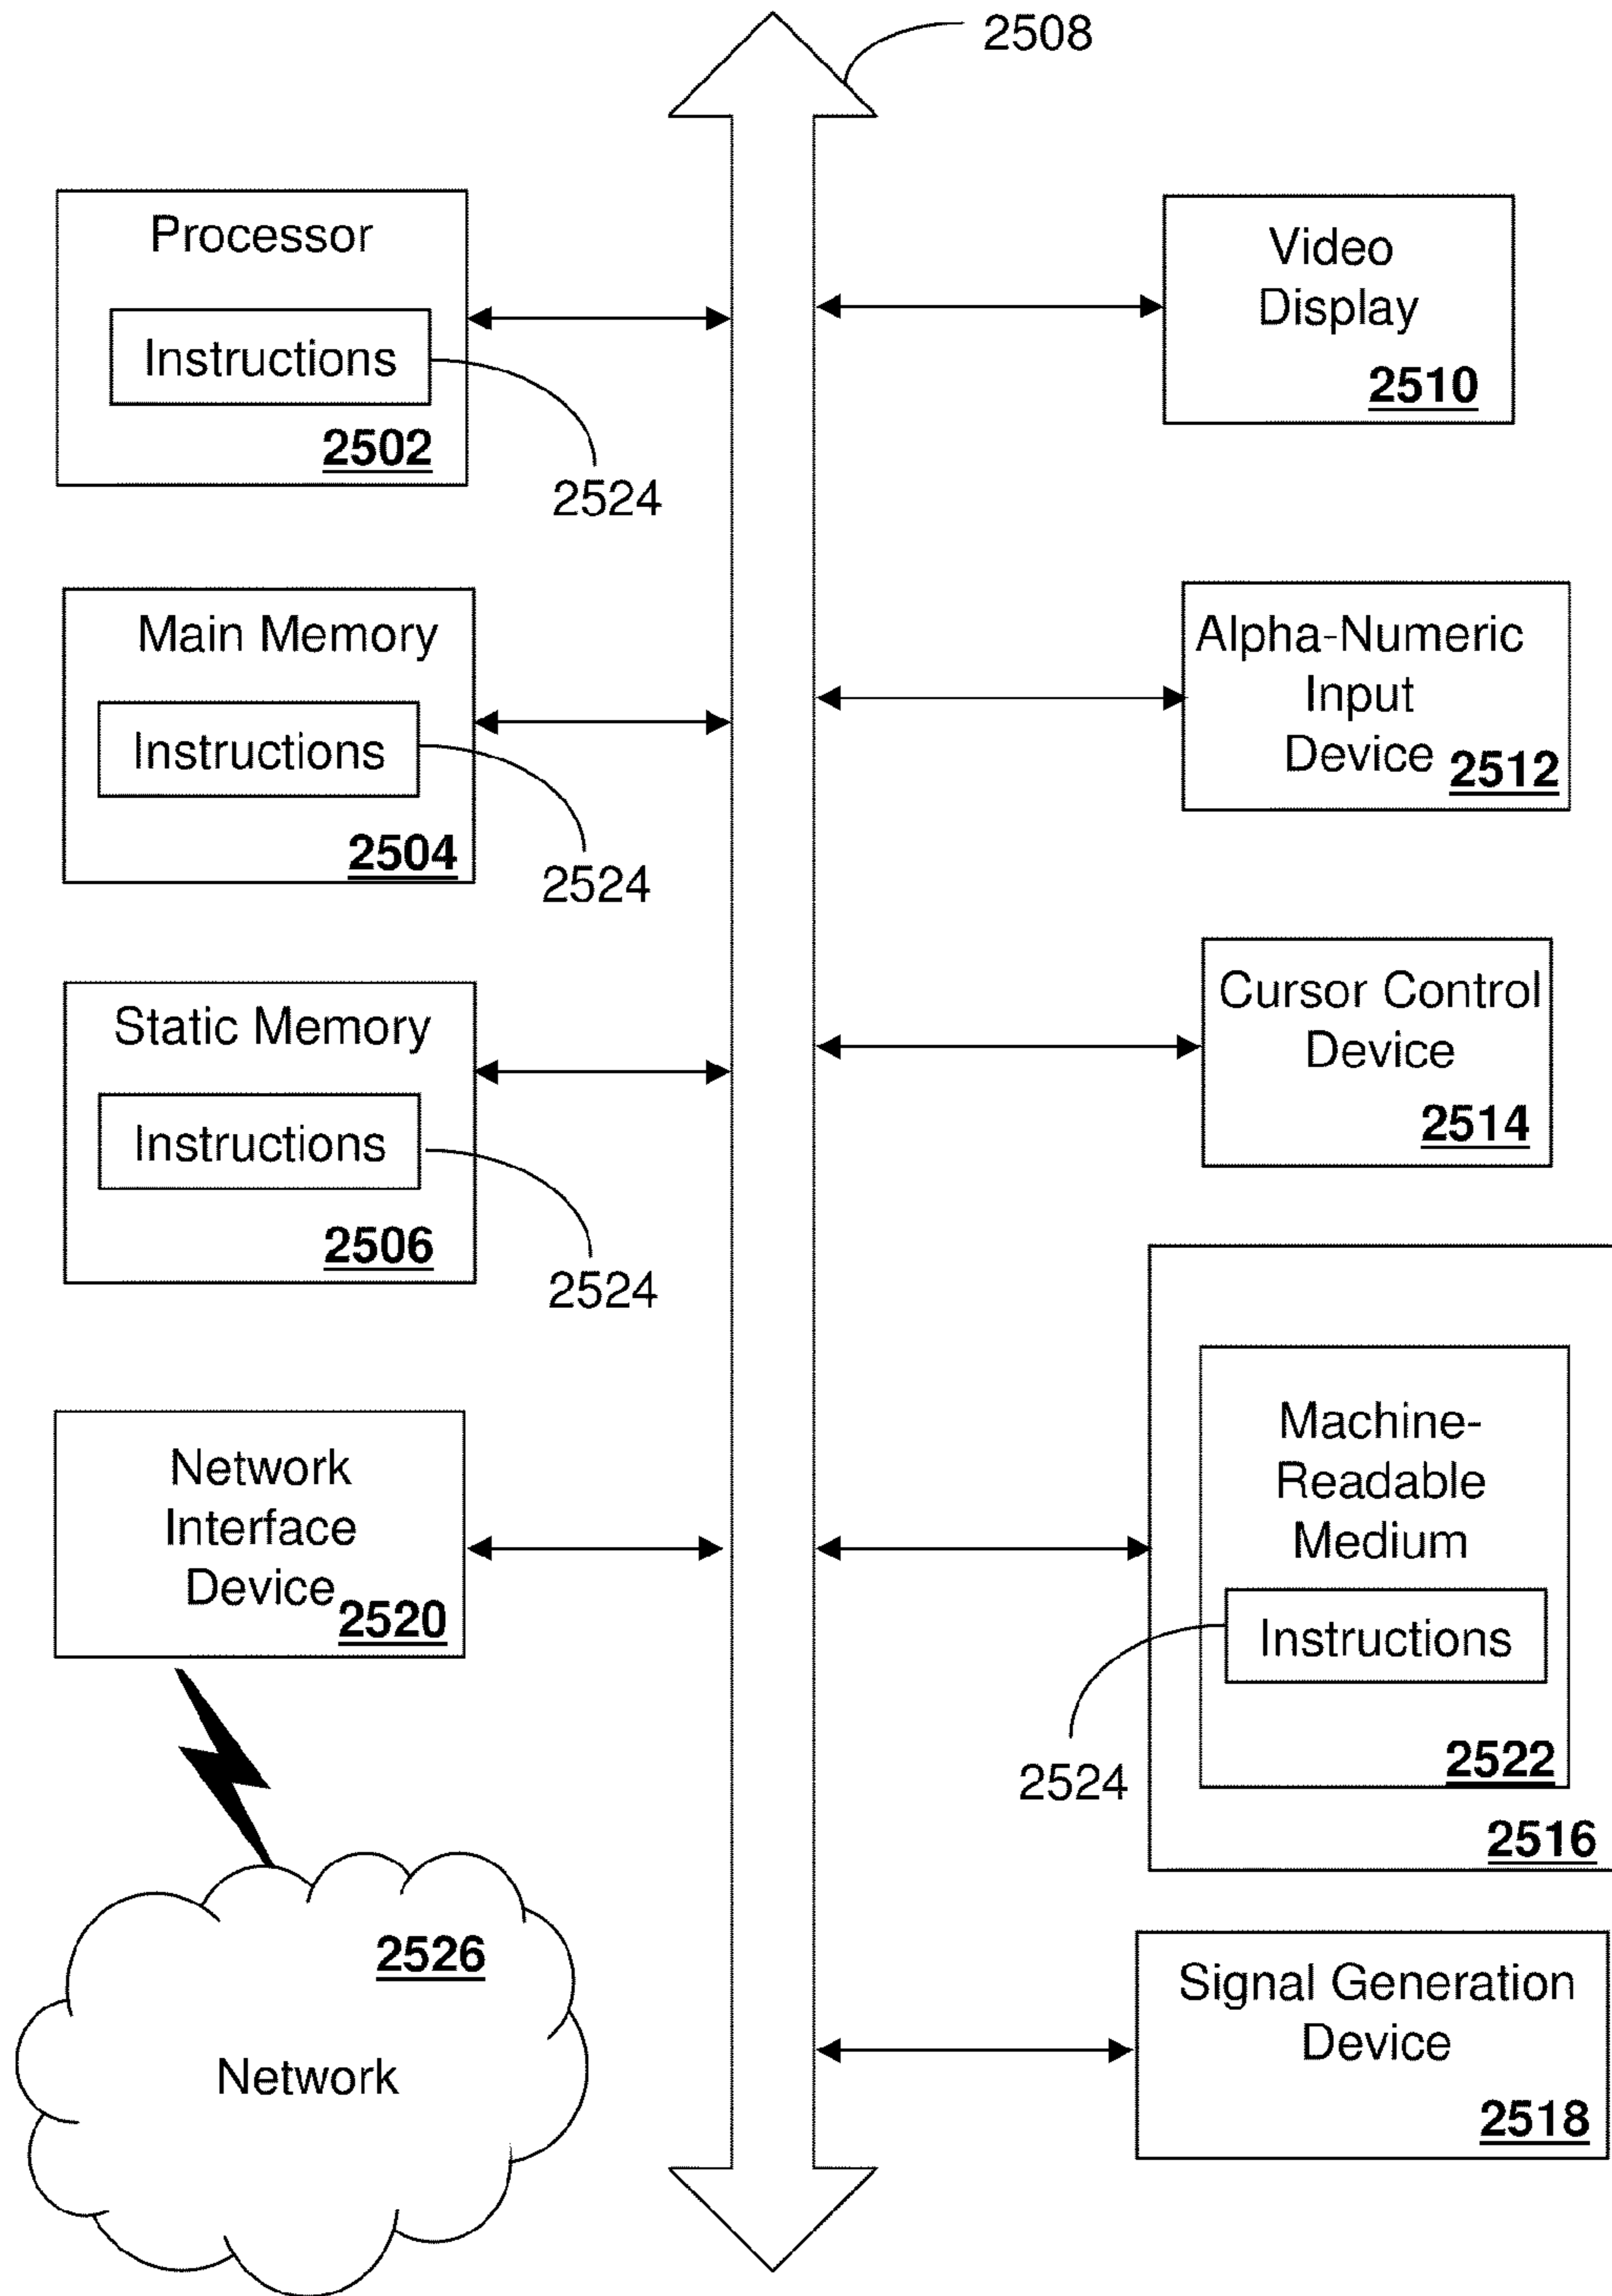 2508
Processor
Instructions
2502
2524
Video
Display
2510
Main Memory
Instructions
2504
2524
Alpha-Numeric
Input
Device 2512
Static Memory
Instructions
2506
2524
Cursor Control
Device
2514
Network
Interface
Device
2520
Machine-
Readable
Medium
Instructions
2524
2522
2516
2526
Network
Signal Generation
Device
2518